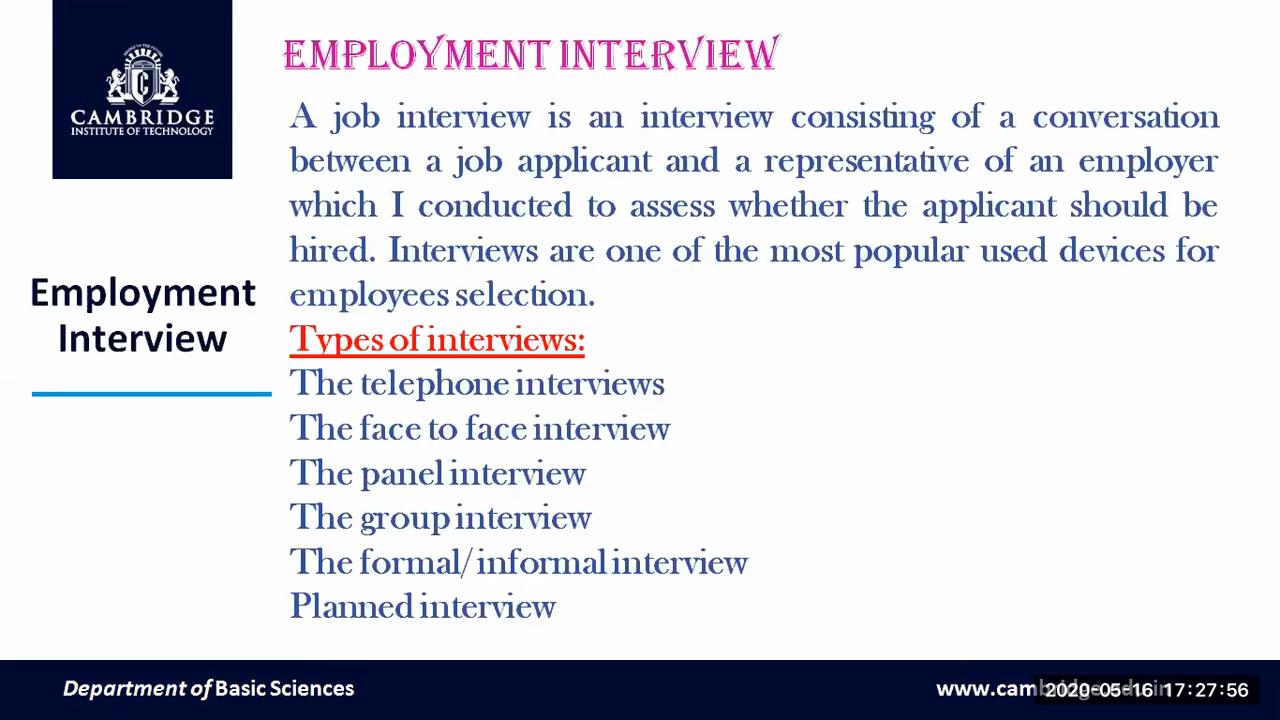 CAMBRIDGE
INSTITUTE OF TECHNOLOGY
EMPLOYMENT INTERVIEW
A job interview is an interview consisting of a conversation
between a job applicant and a representative of an employer
which I conducted to assess whether the applicant should be
hired. Interviews are one of the most popular used devices for
employees selection.
Employment
Interview
Types of interviews:
The telephone interviews
The face to face interview
The panel interview
The group interview
The formal/ informal interview
Planned interview
Department of Basic Sciences
2020-05-16 17:27:56